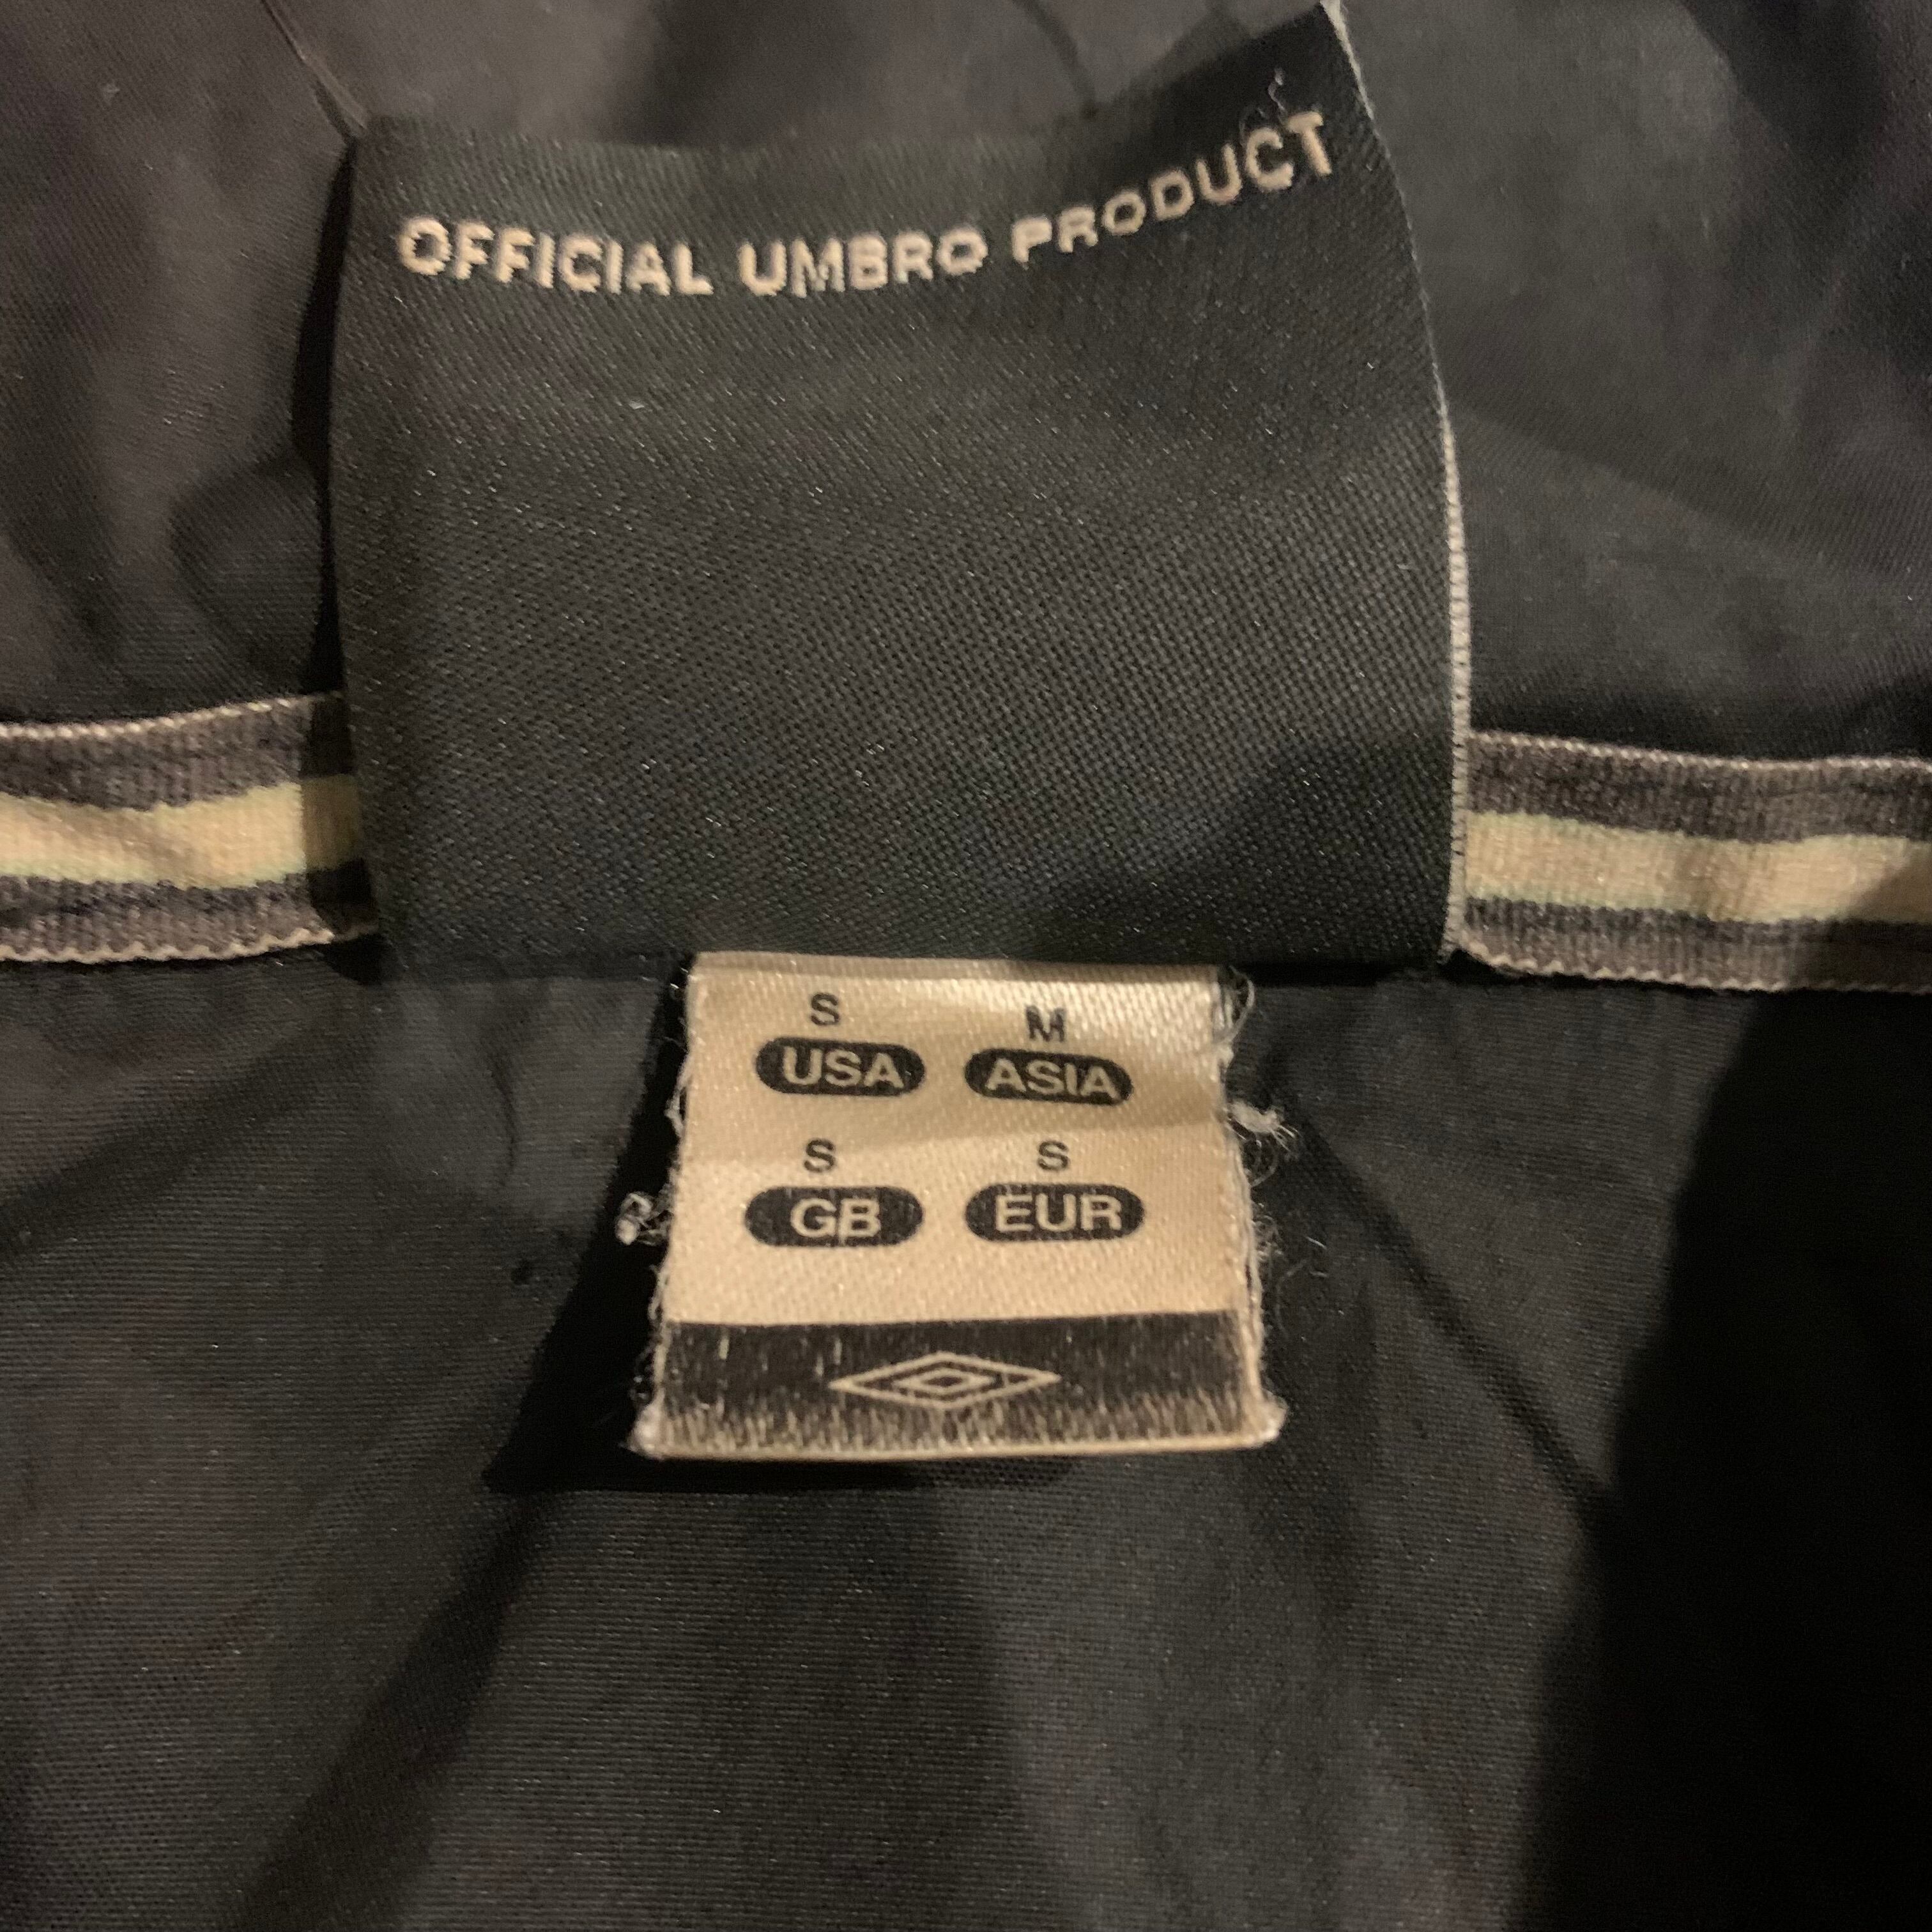 OFFICIAL UMBRO PRODUCT
S M
USA ASIA
S S
GB EUR